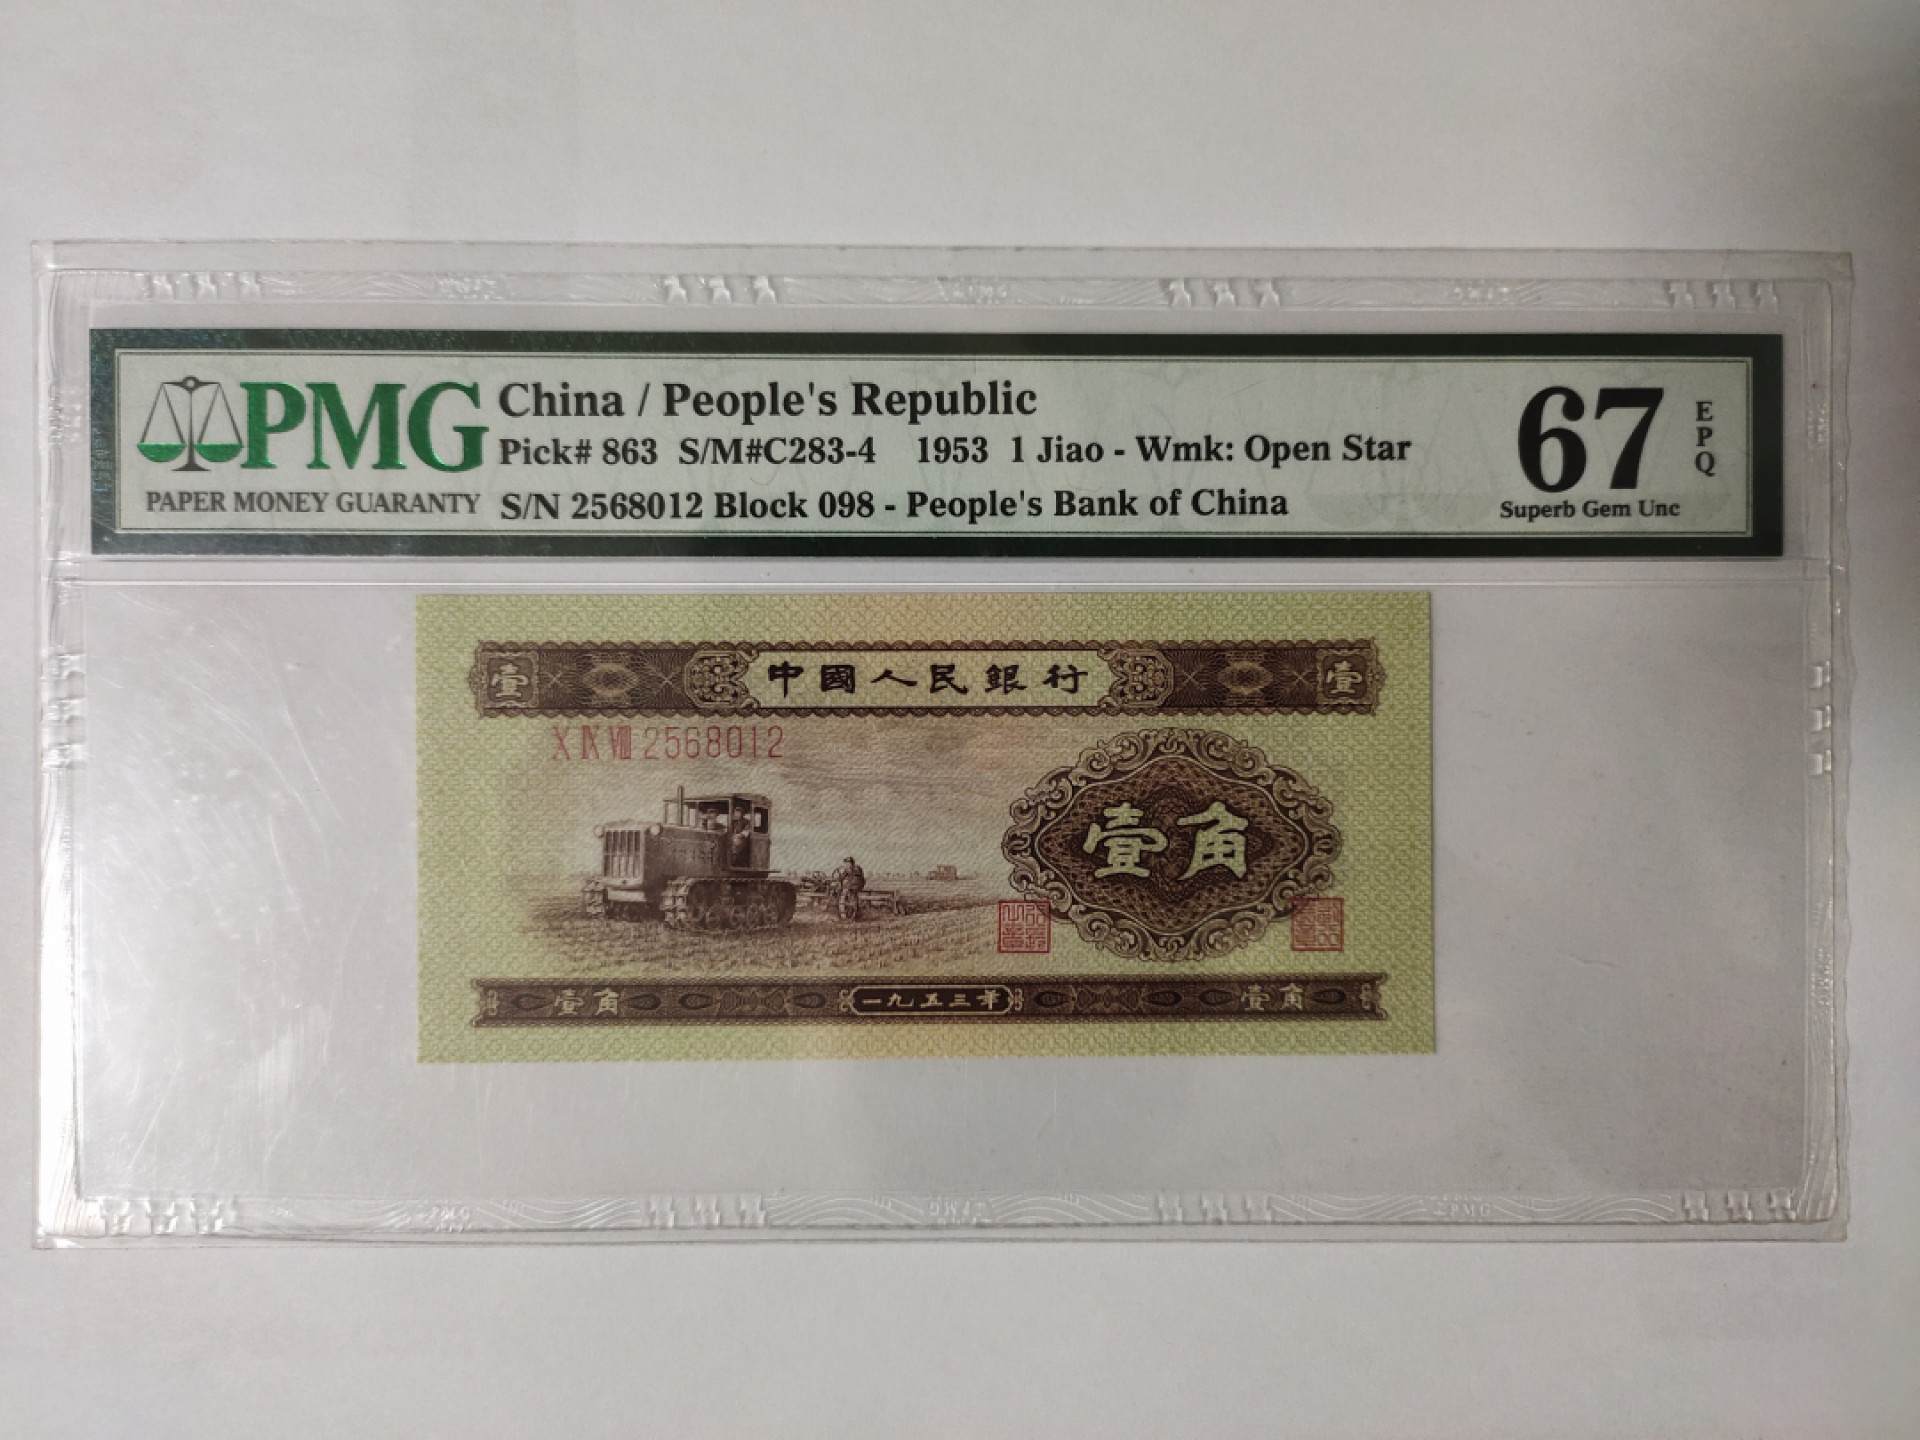 PMG
PAPER MONEY GUARANTY
China / People's Republic
Pick# 863 S/M#C283-4 1953 1 Jiao - Wmk: Open Star
S/N 2568012 Block 098 - People's Bank of China
67
EPQ
Superb Gem Unc
壹 中國人民銀行 壹
X IX VIII 2568012
壹角
壹角 一九五三年 壹角